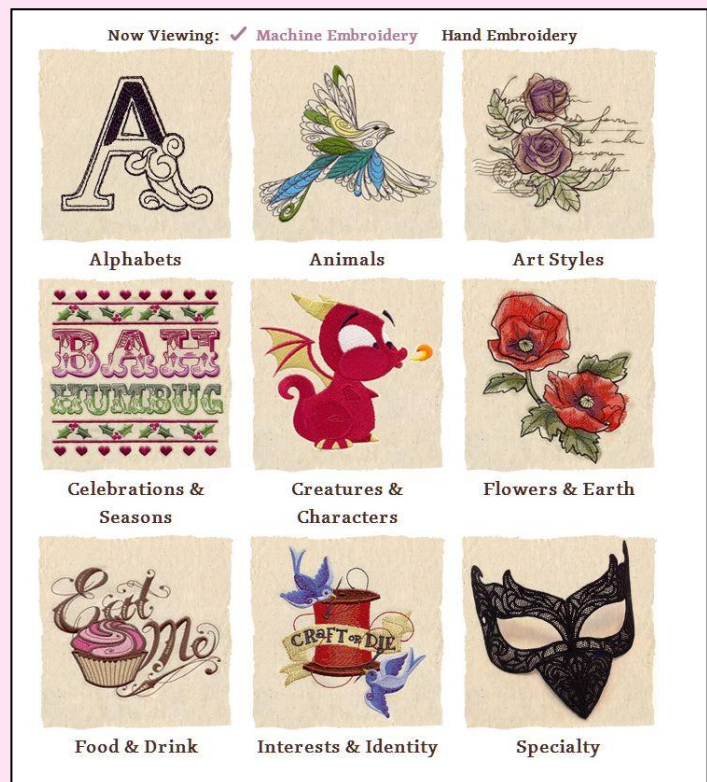 Now Viewing: ✓ Machine Embroidery Hand Embroidery
A
Alphabets
Animals
Art Styles
BAH
HUMBUG
Celebrations &
Seasons
Creatures &
Characters
Flowers & Earth
Eat
Me
CRAFT OR DIE
Food & Drink
Interests & Identity
Specialty